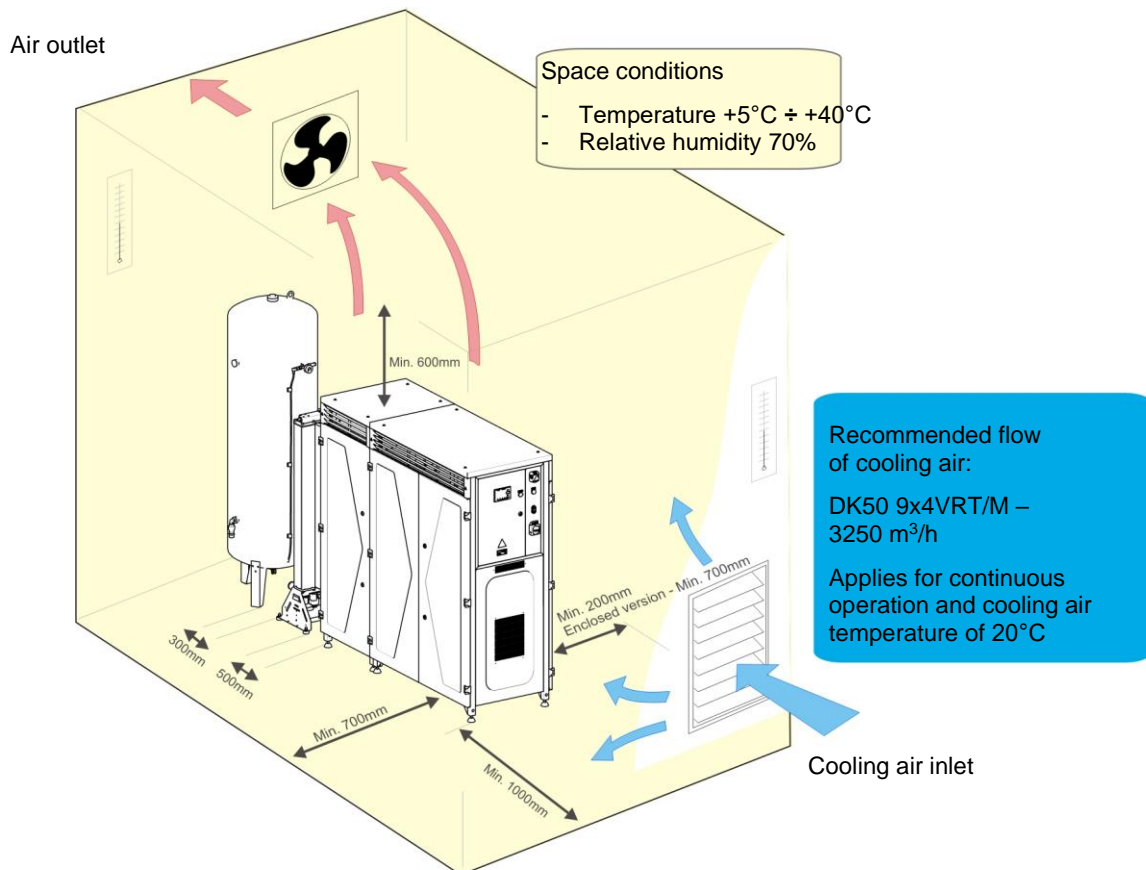 Air outlet
Space conditions
- Temperature +5°C ÷ +40°C
- Relative humidity 70%
Min. 600mm
Recommended flow
of cooling air:
DK50 9x4VRT/M –
3250 m³/h
Applies for continuous
operation and cooling air
temperature of 20°C
Min. 200mm
Enclosed version - Min. 700mm
300mm
500mm
Min. 700mm
Min. 1000mm
Cooling air inlet